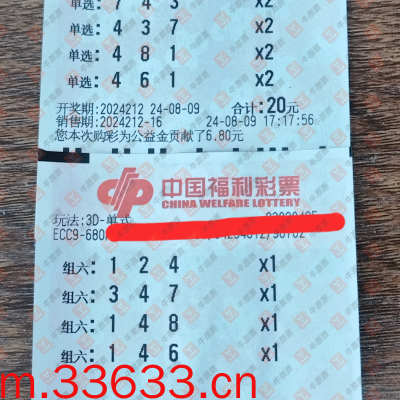 单选: 7 4 3 x2
单选: 4 3 7 x2
单选: 4 8 1 x2
单选: 4 6 1 x2
开奖期:2024212 24-08-09 合计:20元
销售期:2024212-16 24-08-09 17:17:56
您本次购彩为公益金贡献了6.80元
中国福利彩票
CHINA WELFARE LOTTERY
玩法:3D-单式
ECC9-680
组六: 1 2 4 x1
组六: 3 4 7 x1
组六: 1 4 8 x1
组六: 1 4 6 x1
m.33633.cn